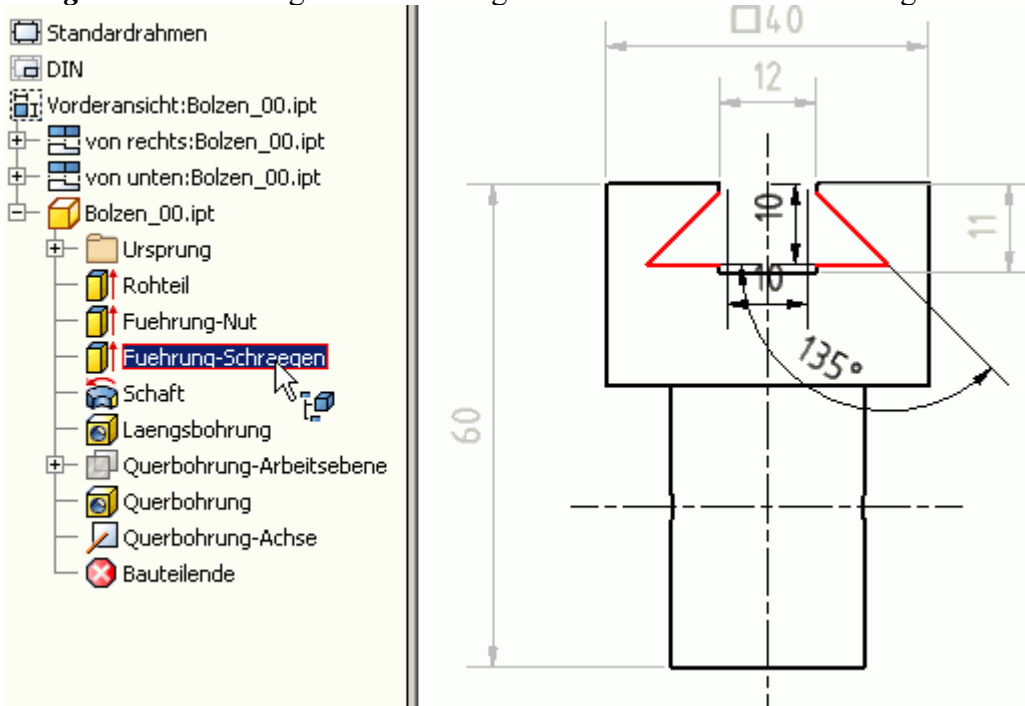 Standardrahmen
DIN
Vorderansicht:Bolzen_00.ipt
von rechts:Bolzen_00.ipt
von unten:Bolzen_00.ipt
Bolzen_00.ipt
Ursprung
Rohteil
Fuehrung-Nut
Fuehrung-Schraegen
Schaft
Laengsbohrung
Querbohrung-Arbeitsebene
Querbohrung
Querbohrung-Achse
Bauteilende
□40
12
10
11
10
135°
60